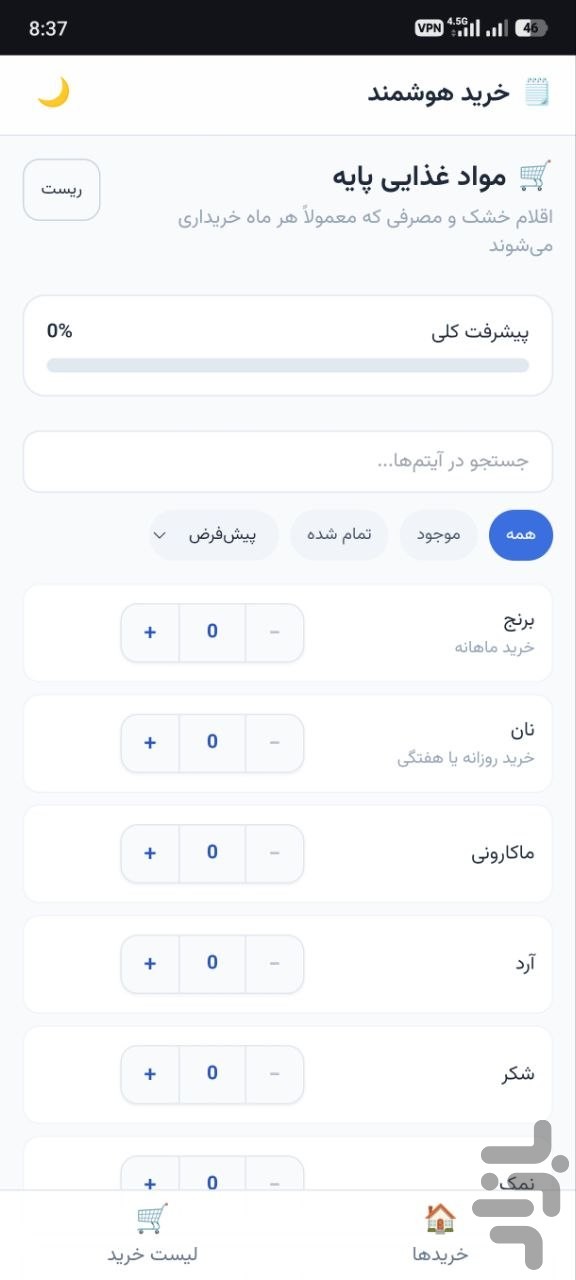 8:37
VPN 4.5G 46
خرید هوشمند
مواد غذایی پایه
ریست
اقلام خشک و مصرفی که معمولاً هر ماه خریداری
می‌شوند
پیشرفت کلی
0%
جستجو در آیتم‌ها...
همه
موجود
تمام شده
پیش‌فرض
برنج
خرید ماهانه
− 0 +
نان
خرید روزانه یا هفتگی
− 0 +
ماکارونی
− 0 +
آرد
− 0 +
شکر
− 0 +
نمک
− 0 +
خریدها
لیست خرید